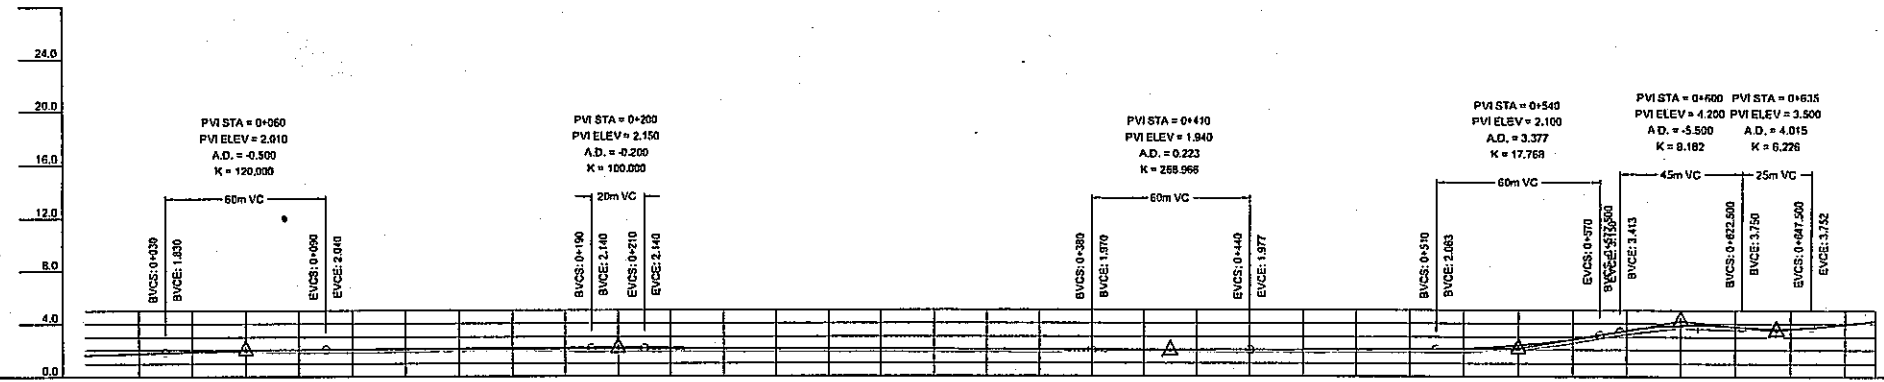 24.0
20.0
16.0
12.0
8.0
4.0
0.0
PVI STA = 0+060
PVI ELEV = 2.010
A.D. = -0.500
K = 120.000
60m VC
BVCS: 0+030
BVCE: 1.830
EVCS: 0+090
EVCE: 2.040
PVI STA = 0+200
PVI ELEV = 2.150
A.D. = -0.200
K = 100.000
20m VC
BVCS: 0+190
BVCE: 2.140
EVCS: 0+210
EVCE: 2.140
PVI STA = 0+410
PVI ELEV = 1.940
A.D. = 0.223
K = 268.966
60m VC
BVCS: 0+380
BVCE: 1.970
EVCS: 0+440
EVCE: 1.977
PVI STA = 0+540
PVI ELEV = 2.100
A.D. = 3.377
K = 17.768
60m VC
BVCS: 0+510
BVCE: 2.063
EVCS: 0+570
EVCE: 3.150
PVI STA = 0+600
PVI ELEV = 4.200
A.D. = -5.500
K = 8.182
45m VC
BVCE: 3.413
EVCS: 0+622.500
EVCE: 3.750
PVI STA = 0+635
PVI ELEV = 3.500
A.D. = 4.015
K = 6.226
25m VC
EVCS: 0+647.500
EVCE: 3.752